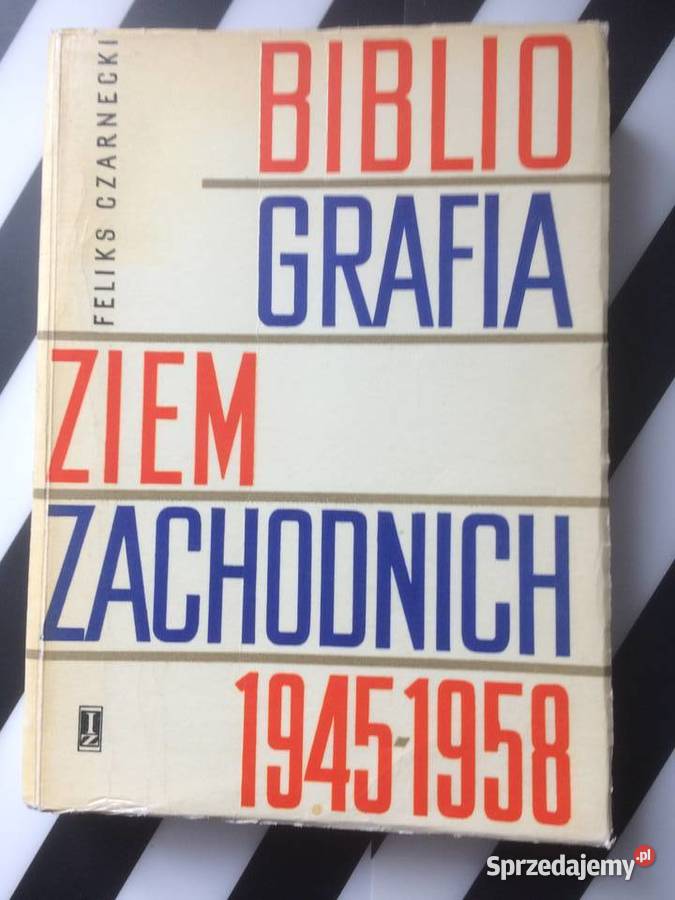 FELIKS CZARNECKI
BIBLIO
GRAFIA
ZIEM
ZACHODNICH
1945-1958
IZ
Sprzedajemy.pl